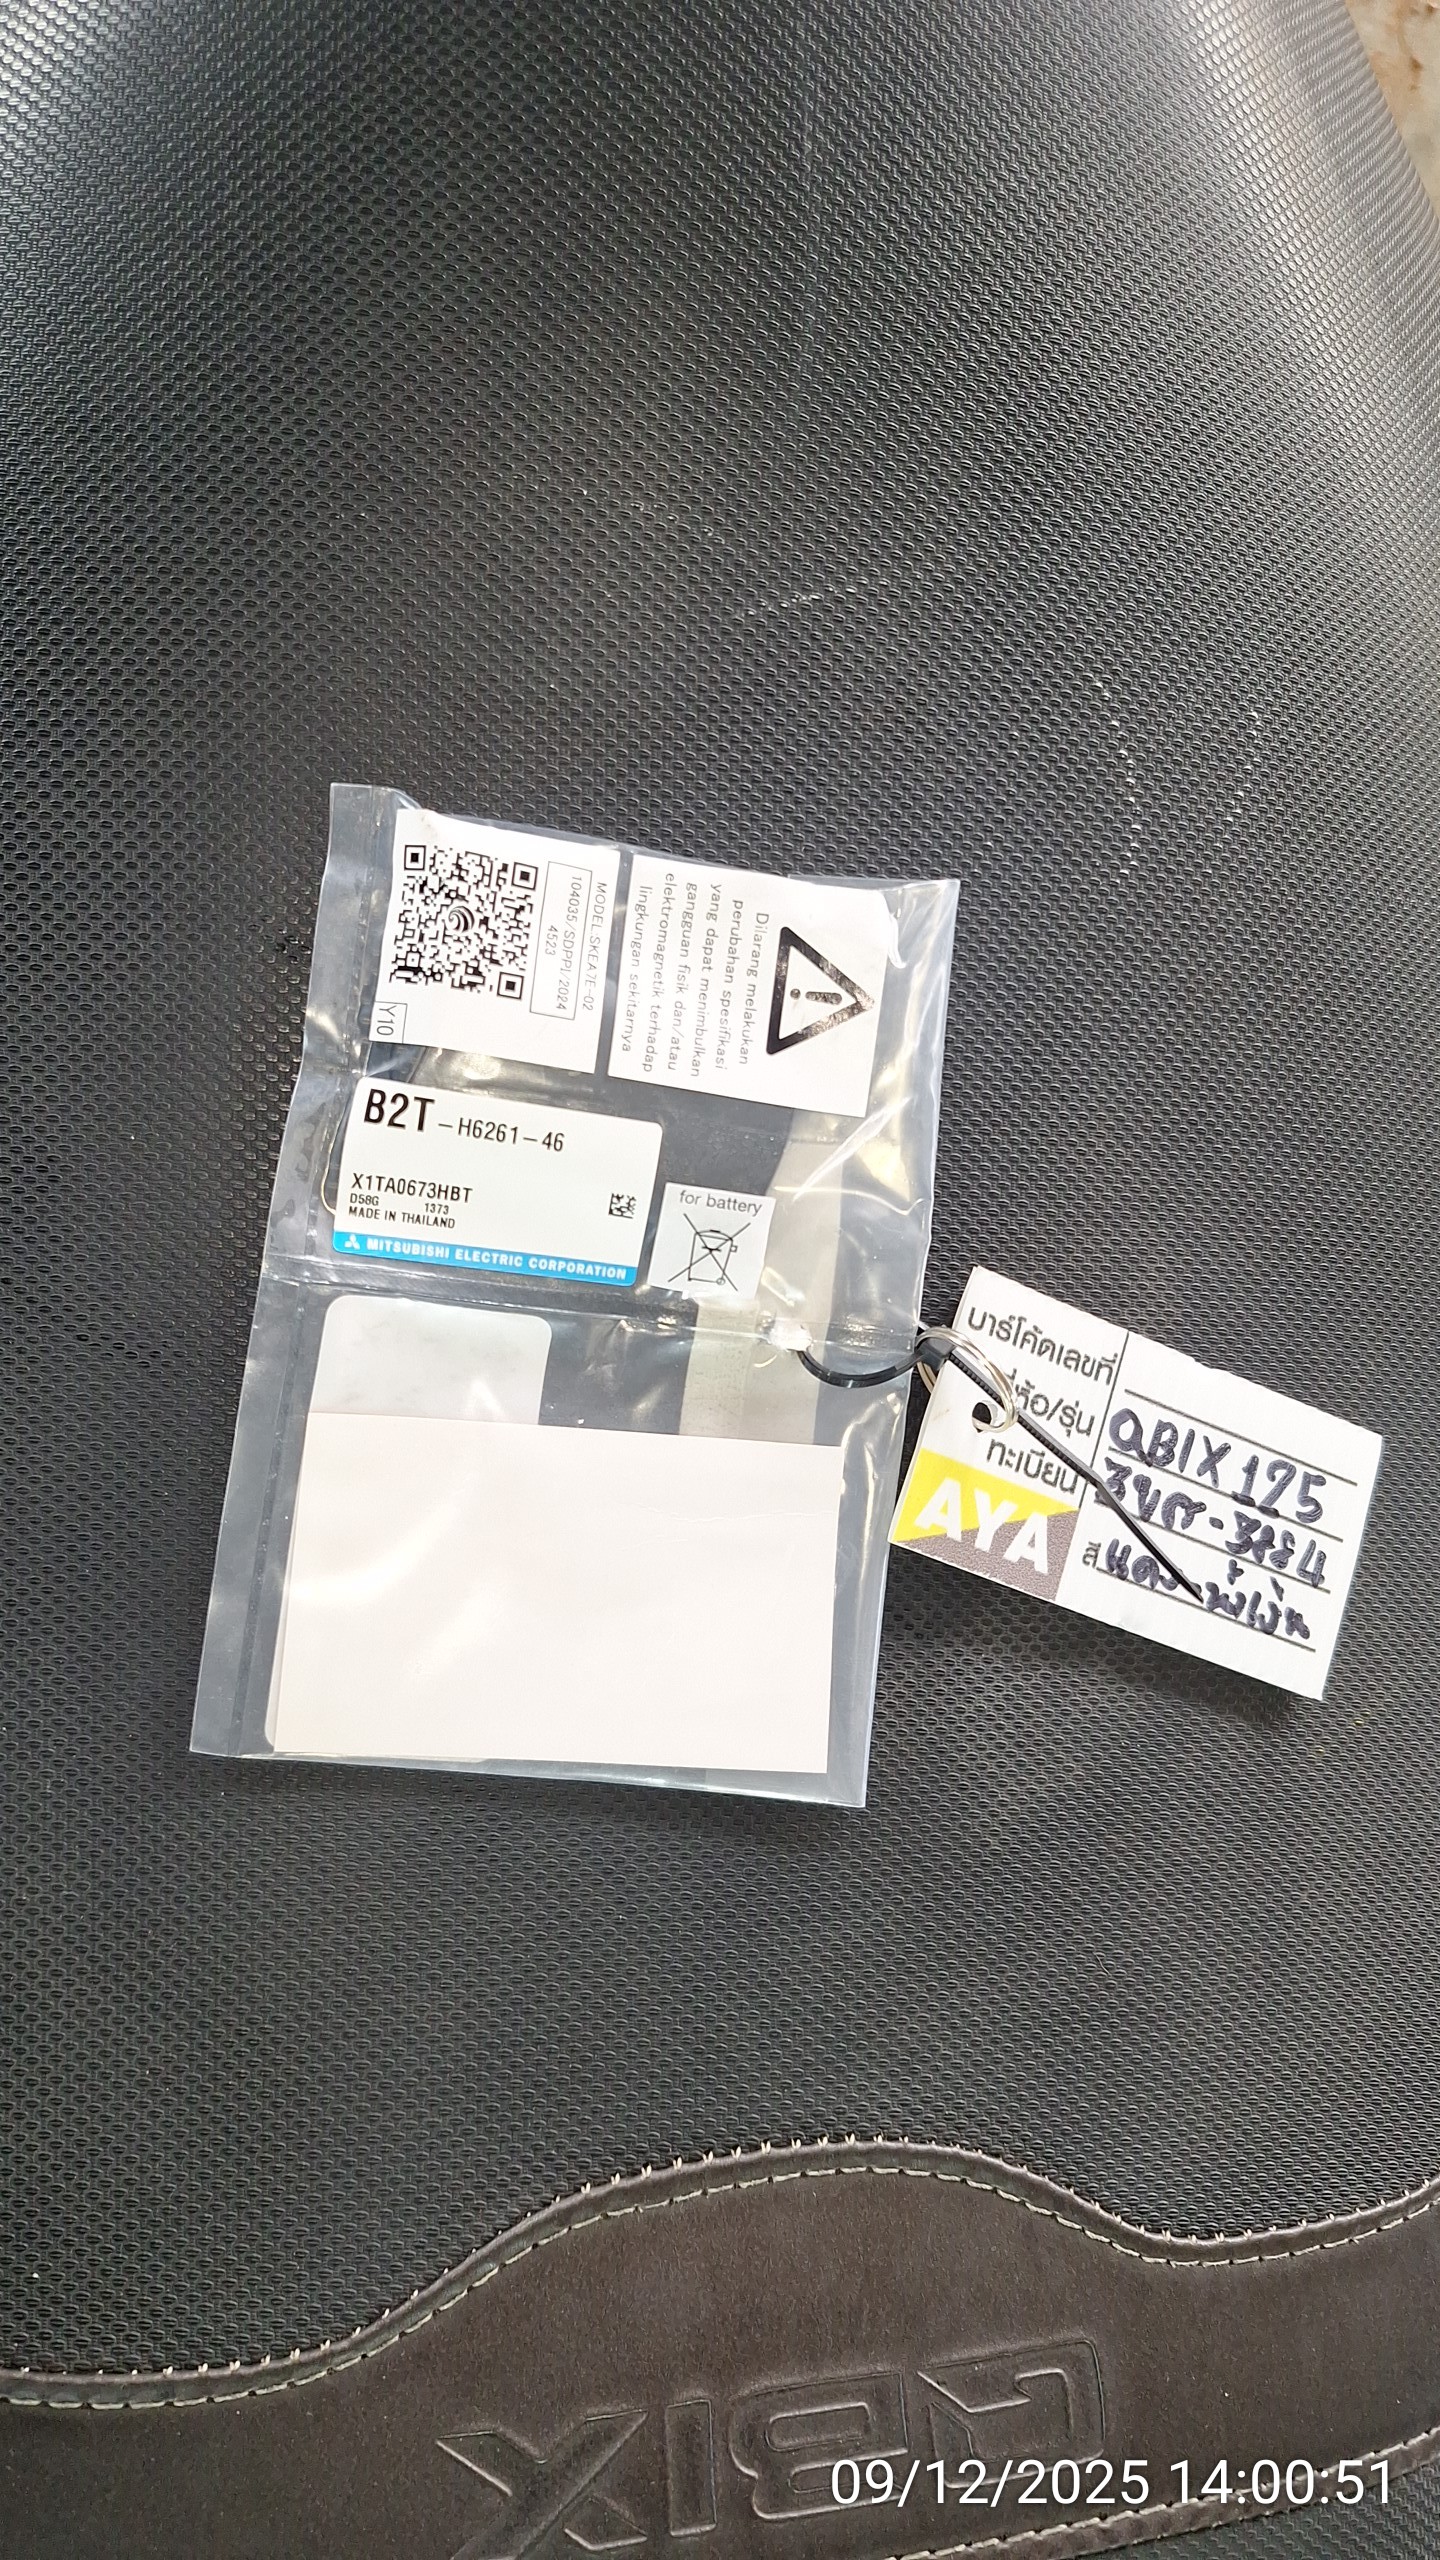 MODEL:SKEA7E-02
104035/SDPPI/2024
4523
Y10
Dilarang melakukan
perubahan spesifikasi
yang dapat menimbulkan
gangguan fisik dan/atau
elektromagnetik terhadap
lingkungan sekitarnya
B2T-H6261-46
X1TA0673HBT
D58G 1373
MADE IN THAILAND
MITSUBISHI ELECTRIC CORPORATION
for battery
บาร์โค้ดเลขที่
ยี่ห้อ/รุ่น QBIX 125
ทะเบียน
AYA
สี
QBIX
09/12/2025 14:00:51